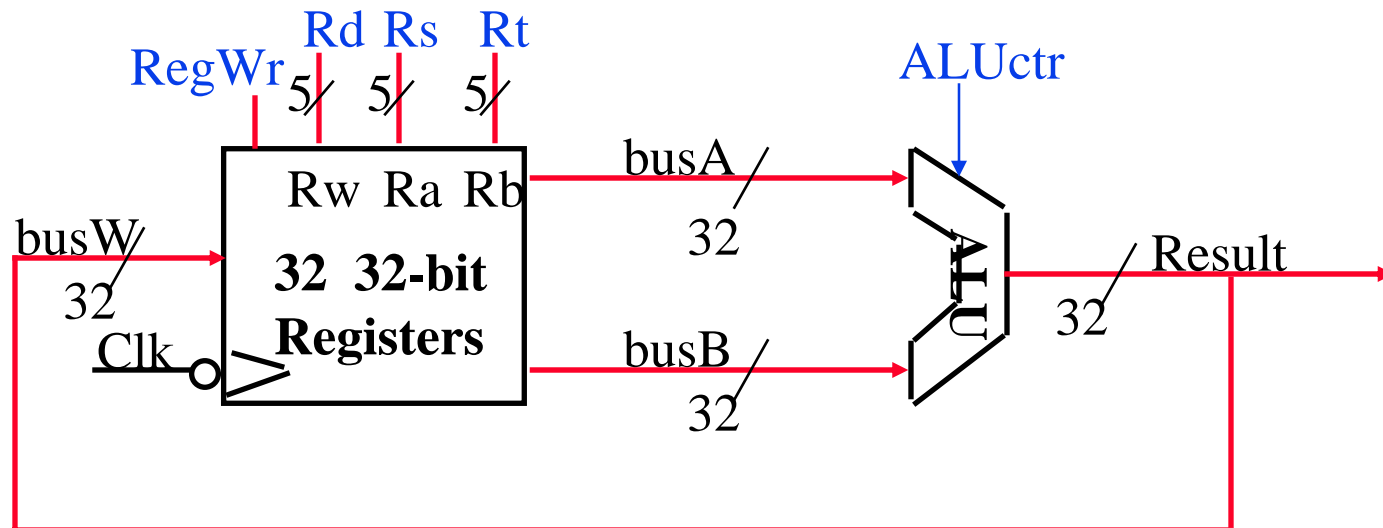 Rd Rs Rt
RegWr ALUctr
5 5 5
busA
Rw Ra Rb
32
busW Result
32 32-bit
ALU
32 32
Registers
Clk busB
32